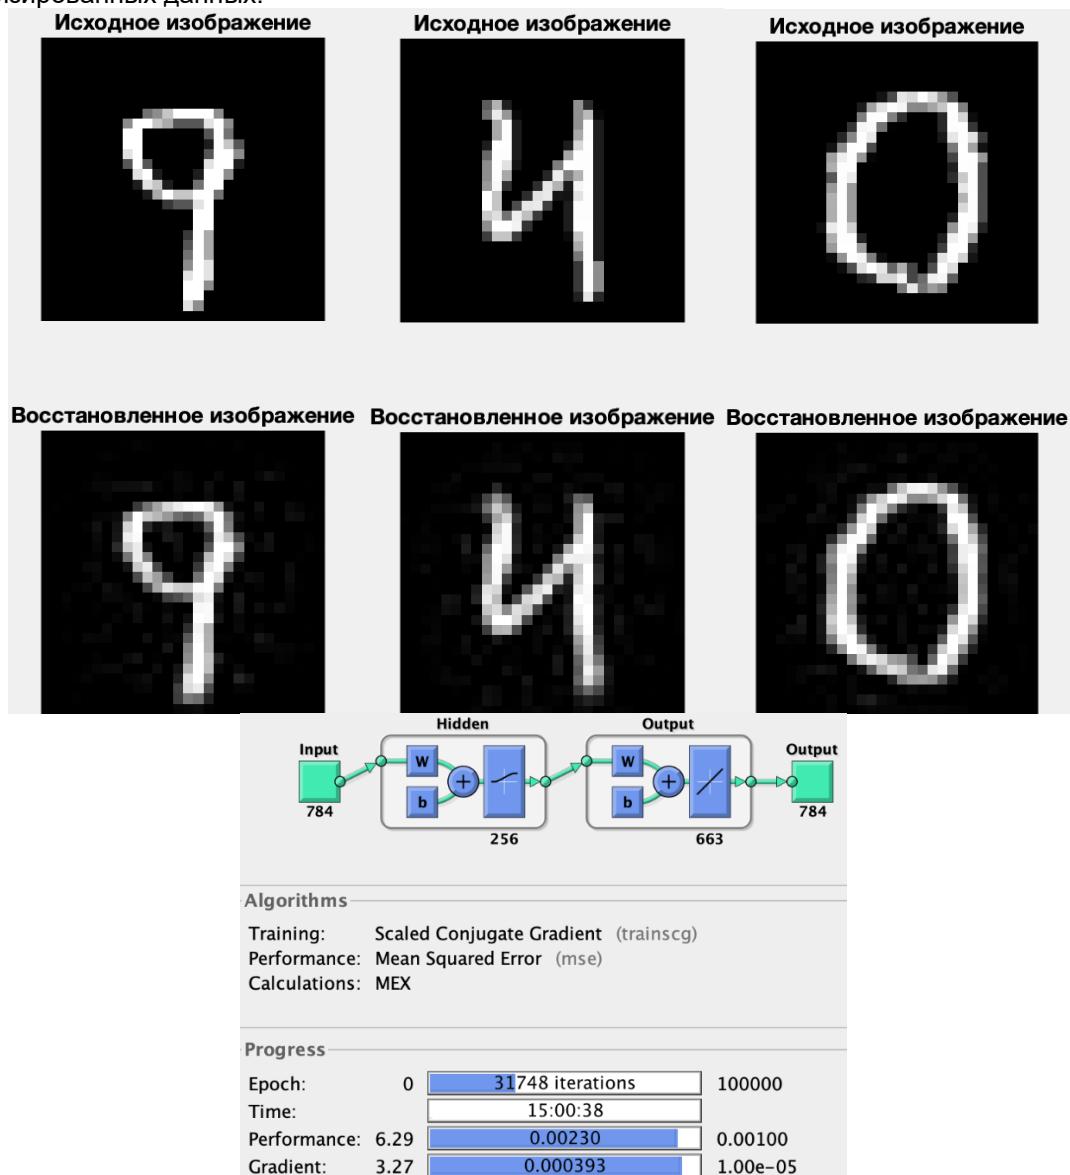 изированных данных.
Исходное изображение Исходное изображение Исходное изображение
Восстановленное изображение Восстановленное изображение Восстановленное изображение
Hidden Output
Input Output
W W
b b
784 784
256 663
Algorithms
Training: Scaled Conjugate Gradient (trainscg)
Performance: Mean Squared Error (mse)
Calculations: MEX
Progress
Epoch: 0 31748 iterations 100000
Time: 15:00:38
Performance: 6.29 0.00230 0.00100
Gradient: 3.27 0.000393 1.00e-05